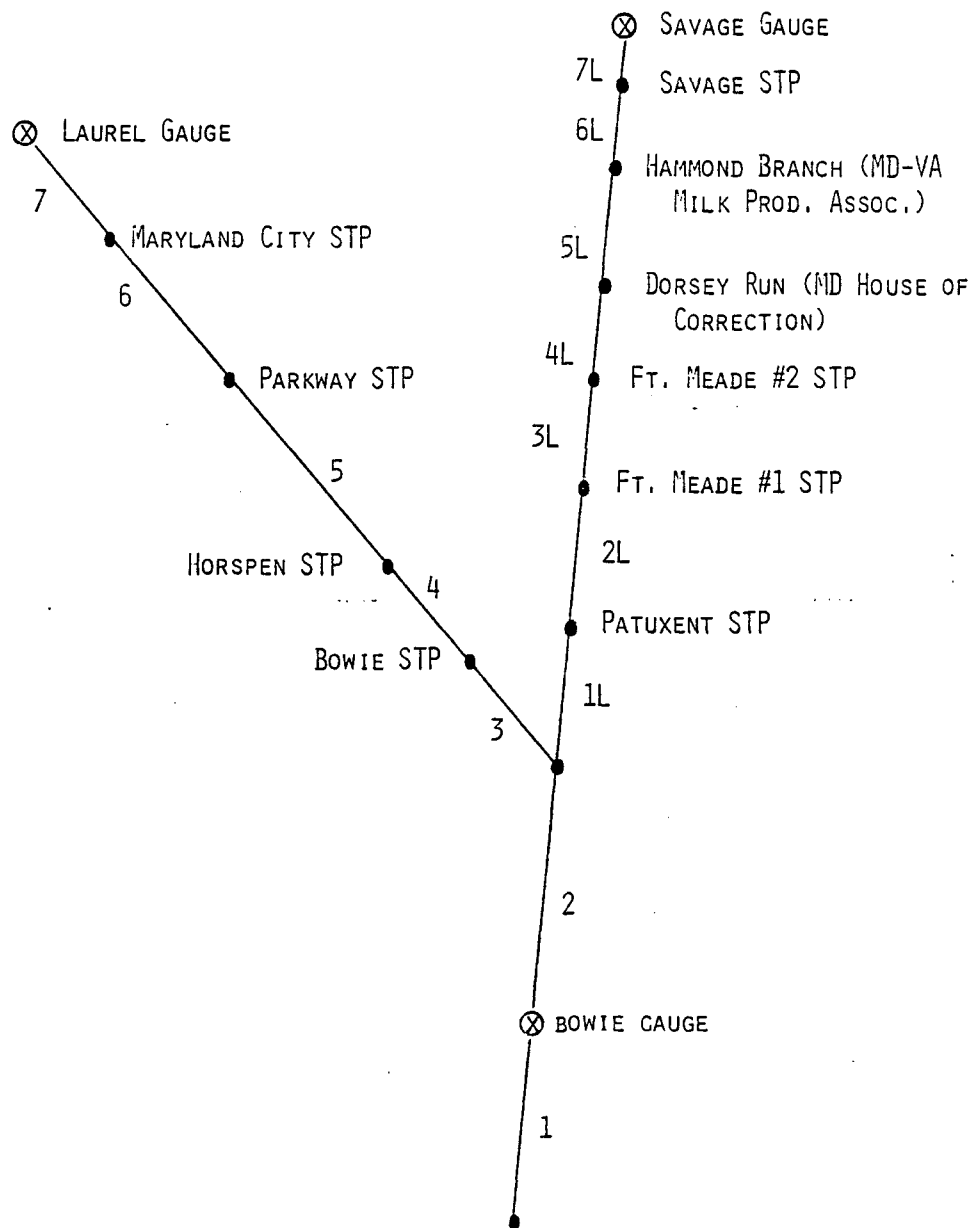 SAVAGE GAUGE
7L
SAVAGE STP
6L
LAUREL GAUGE
HAMMOND BRANCH (MD-VA
MILK PROD. ASSOC.)
7
MARYLAND CITY STP
5L
6
DORSEY RUN (MD HOUSE OF
CORRECTION)
4L
PARKWAY STP
FT. MEADE #2 STP
3L
5
FT. MEADE #1 STP
2L
HORSPEN STP
4
PATUXENT STP
BOWIE STP
1L
3
2
BOWIE GAUGE
1